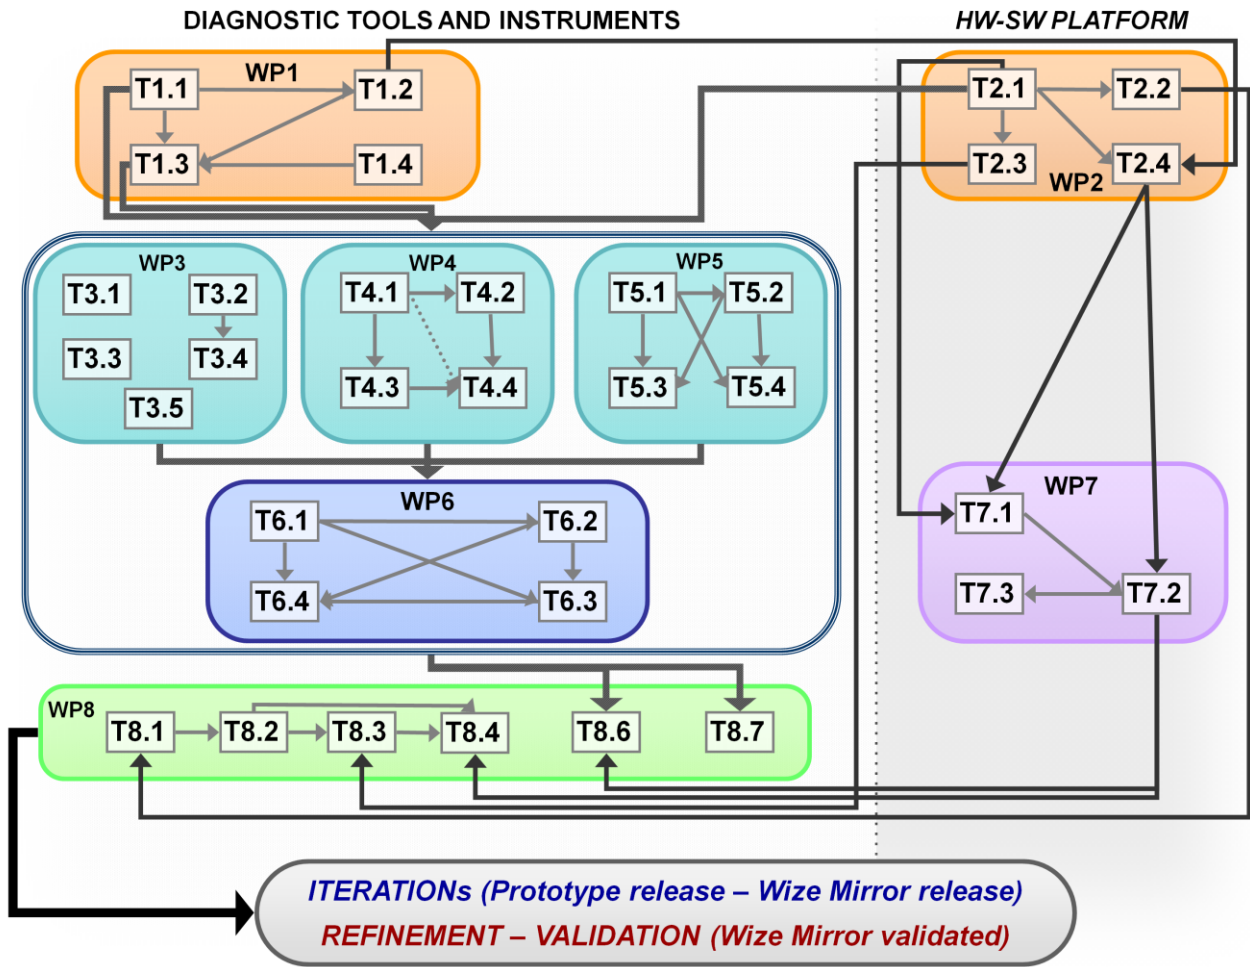 DIAGNOSTIC TOOLS AND INSTRUMENTS
HW-SW PLATFORM
WP1
T1.1
T1.2
T1.3
T1.4
T2.1
T2.2
T2.3
T2.4
WP2
WP3
T3.1
T3.2
T3.3
T3.4
T3.5
WP4
T4.1
T4.2
T4.3
T4.4
WP5
T5.1
T5.2
T5.3
T5.4
WP6
T6.1
T6.2
T6.4
T6.3
WP7
T7.1
T7.3
T7.2
WP8
T8.1
T8.2
T8.3
T8.4
T8.6
T8.7
ITERATIONs (Prototype release – Wize Mirror release)
REFINEMENT – VALIDATION (Wize Mirror validated)